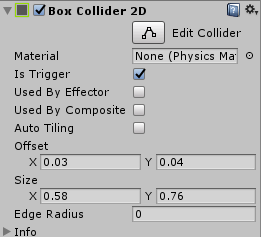 Box Collider 2D
Edit Collider
Material None (Physics Ma
Is Trigger
Used By Effector
Used By Composite
Auto Tiling
Offset
X 0.03 Y 0.04
Size
X 0.58 Y 0.76
Edge Radius 0
Info